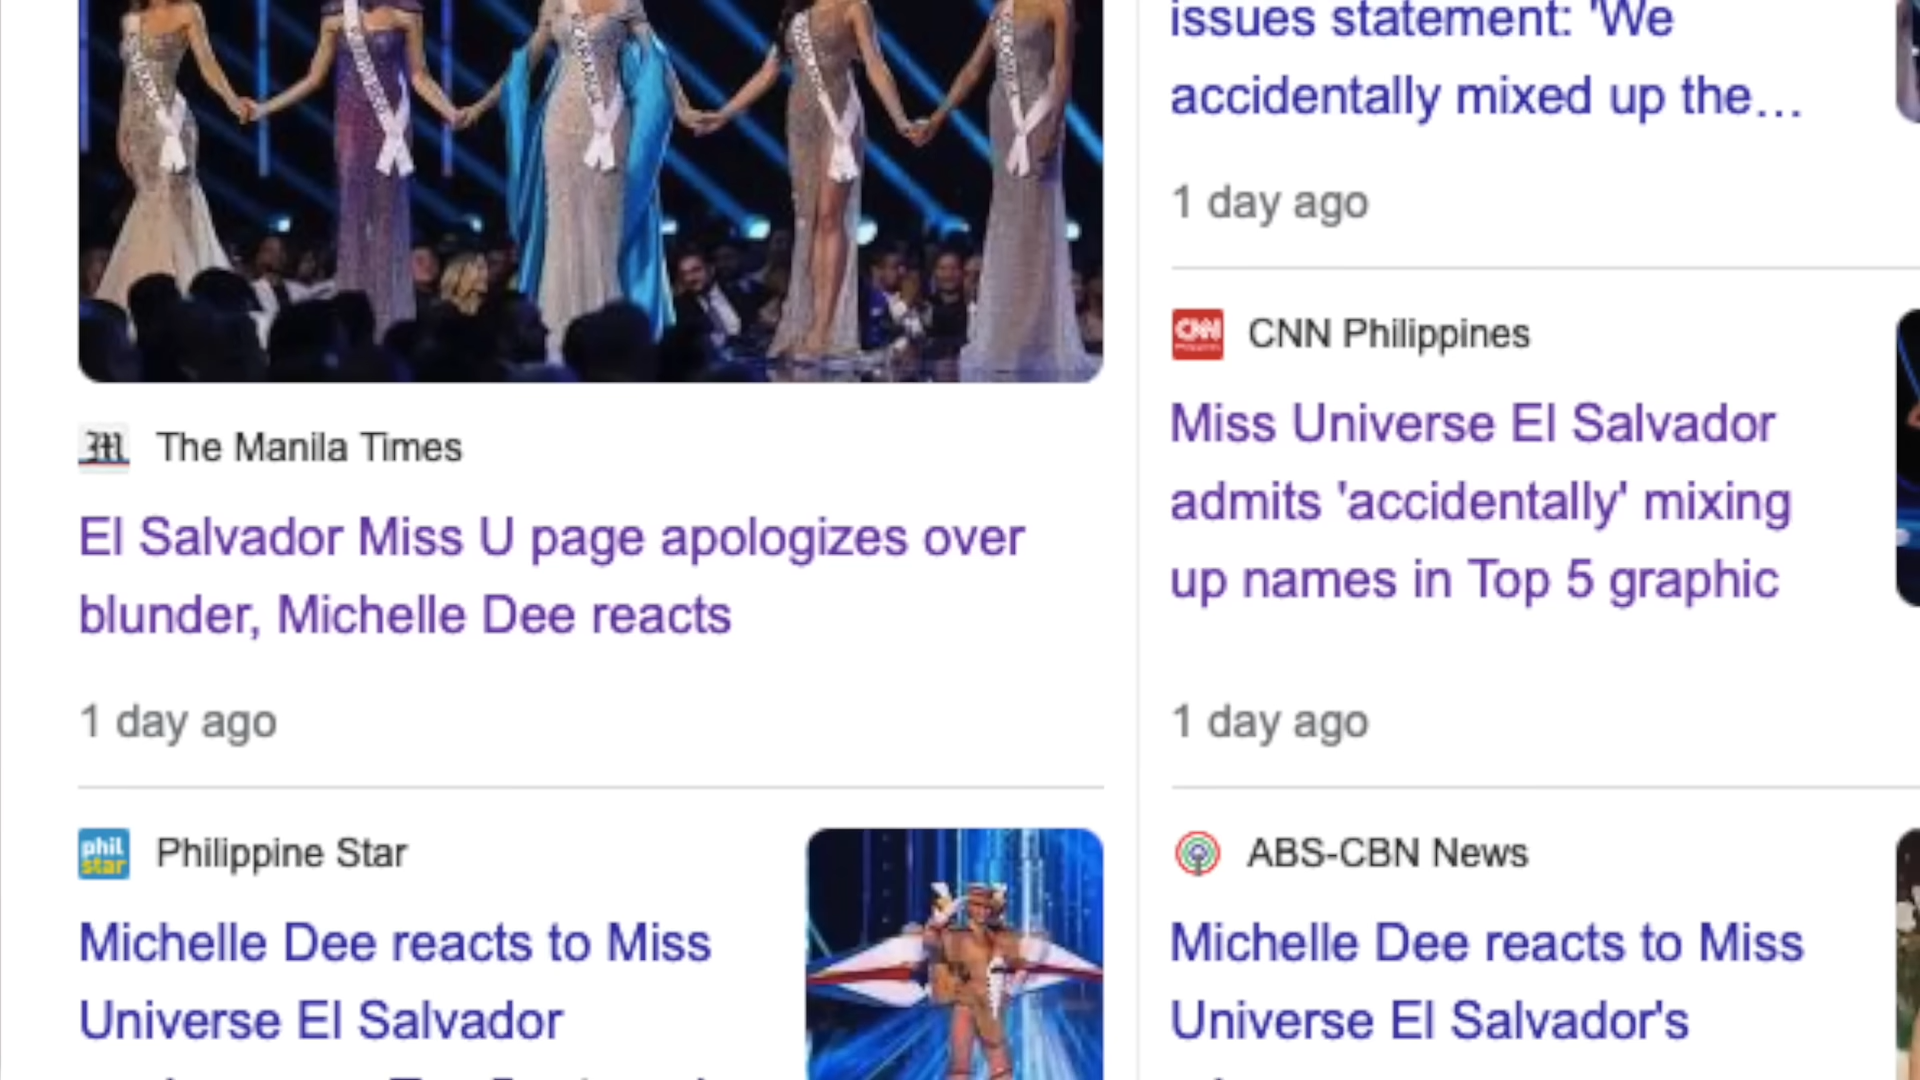 issues statement: 'We
accidentally mixed up the...
1 day ago
CNN Philippines
Miss Universe El Salvador
admits 'accidentally' mixing
up names in Top 5 graphic
1 day ago
The Manila Times
El Salvador Miss U page apologizes over
blunder, Michelle Dee reacts
1 day ago
phil
star
Philippine Star
Michelle Dee reacts to Miss
Universe El Salvador
ABS-CBN News
Michelle Dee reacts to Miss
Universe El Salvador's